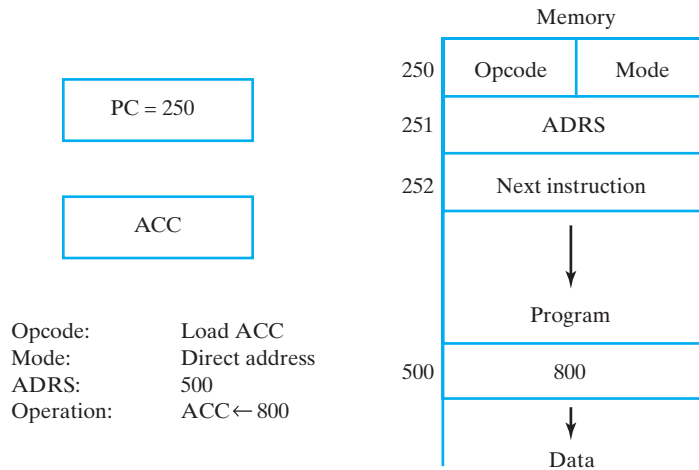 Memory
250 Opcode Mode
PC = 250
251 ADRS
252 Next instruction
ACC
Program
Opcode: Load ACC
Mode: Direct address
ADRS: 500
Operation: ACC ← 800
500 800
Data